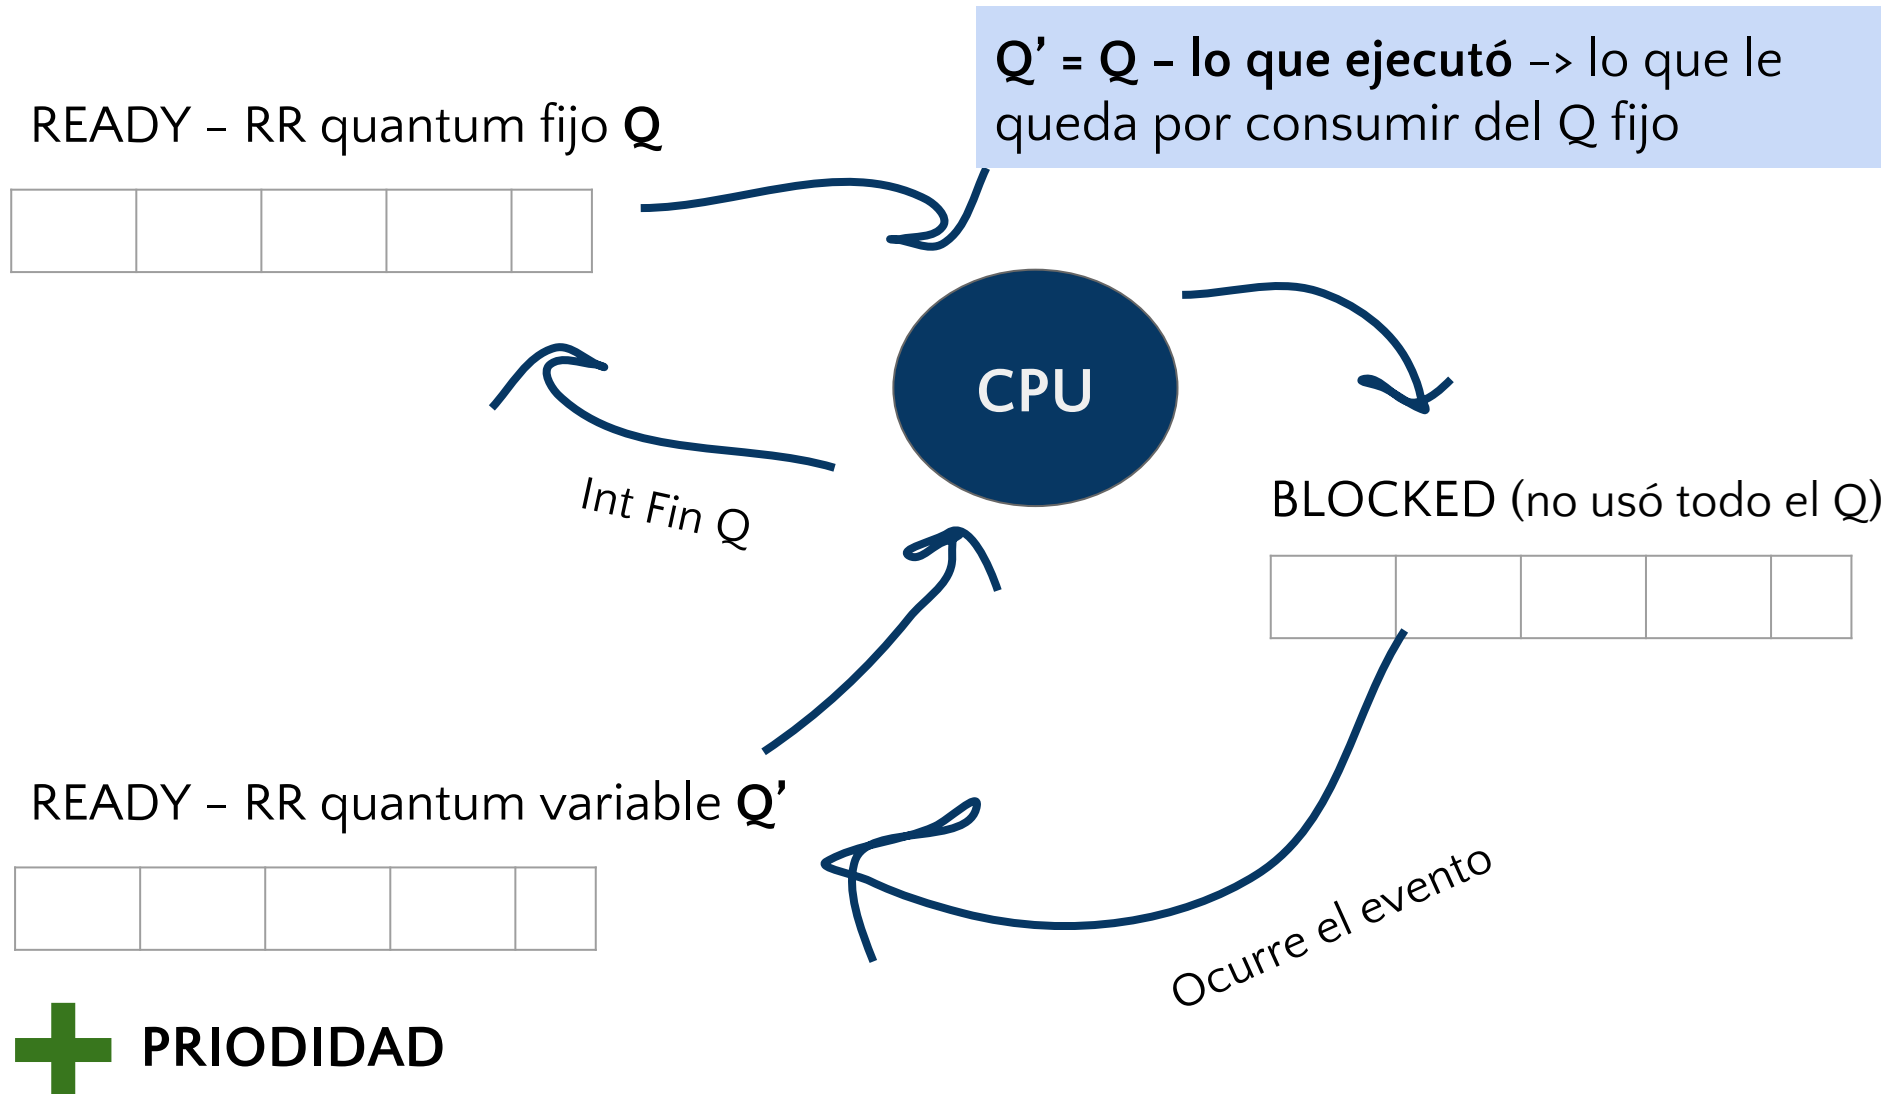 Q’ = Q – lo que ejecutó –> lo que le
queda por consumir del Q fijo
READY – RR quantum fijo Q
CPU
Int Fin Q
BLOCKED (no usó todo el Q)
READY – RR quantum variable Q’
Ocurre el evento
PRIODIDAD